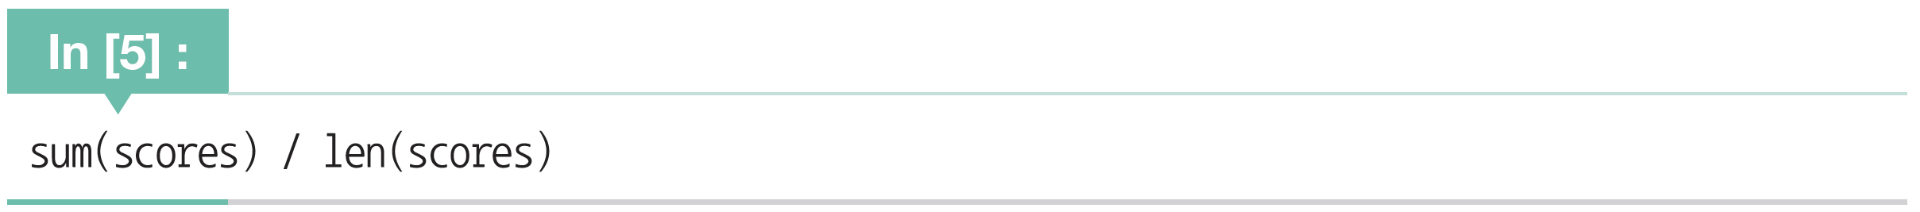 In [5] :
sum(scores) / len(scores)